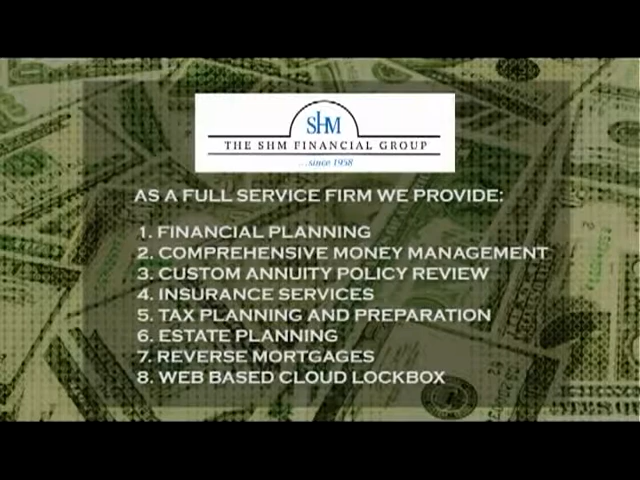 SHM
THE SHM FINANCIAL GROUP
...since 1958
AS A FULL SERVICE FIRM WE PROVIDE:
1. FINANCIAL PLANNING
2. COMPREHENSIVE MONEY MANAGEMENT
3. CUSTOM ANNUITY POLICY REVIEW
4. INSURANCE SERVICES
5. TAX PLANNING AND PREPARATION
6. ESTATE PLANNING
7. REVERSE MORTGAGES
8. WEB BASED CLOUD LOCKBOX